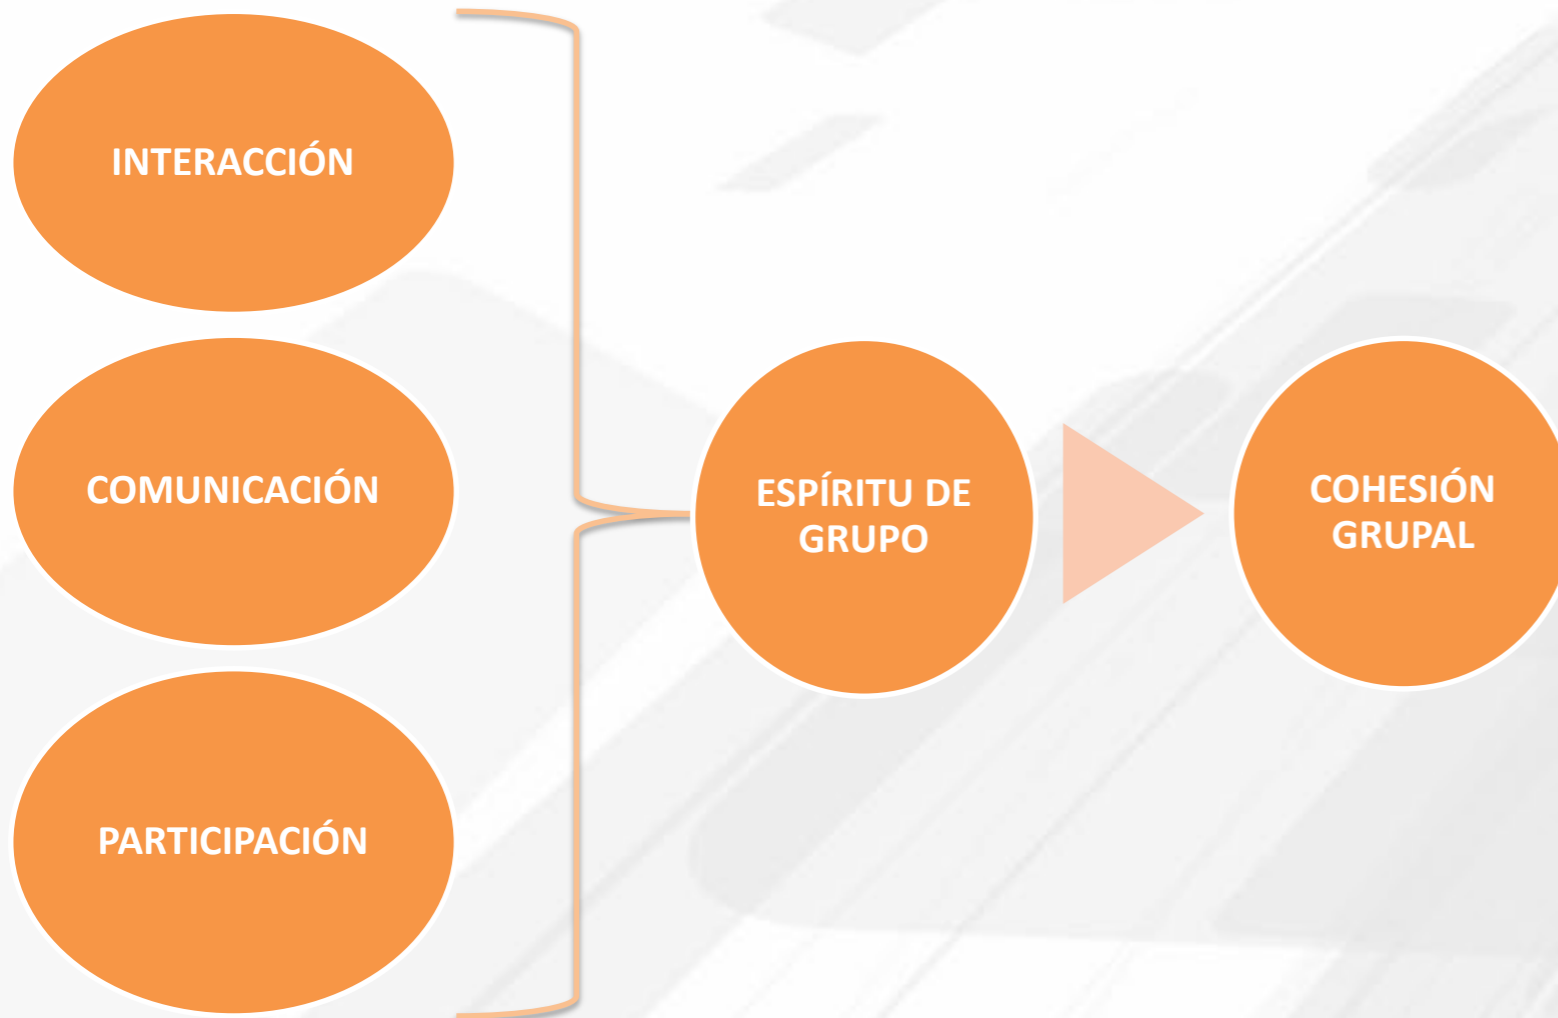 INTERACCIÓN
COMUNICACIÓN
PARTICIPACIÓN
ESPÍRITU DE
GRUPO
COHESIÓN
GRUPAL